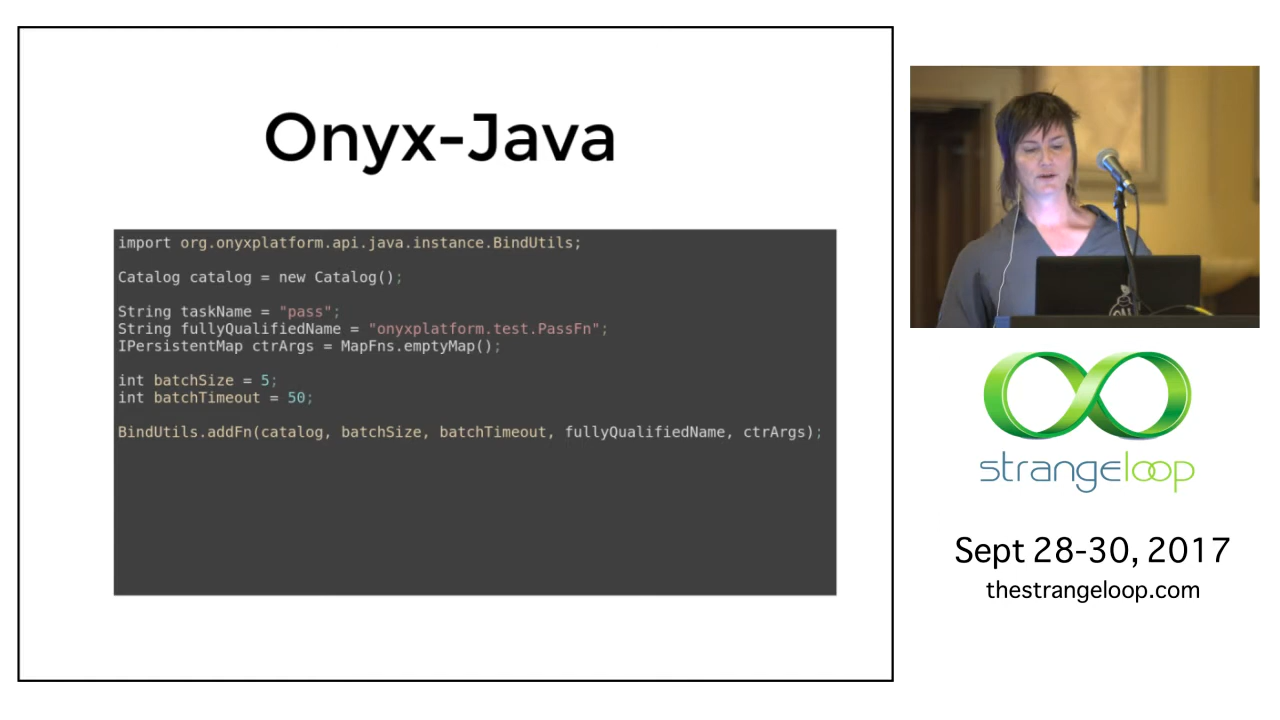 Onyx-Java
import org.onyxplatform.api.java.instance.BindUtils;
Catalog catalog = new Catalog();
String taskName = "pass";
String fullyQualifiedName = "onyxplatform.test.PassFn";
IPersistentMap ctrArgs = MapFns.emptyMap();
int batchSize = 5;
int batchTimeout = 50;
BindUtils.addFn(catalog, batchSize, batchTimeout, fullyQualifiedName, ctrArgs);
strangeloop
Sept 28-30, 2017
thestrangeloop.com